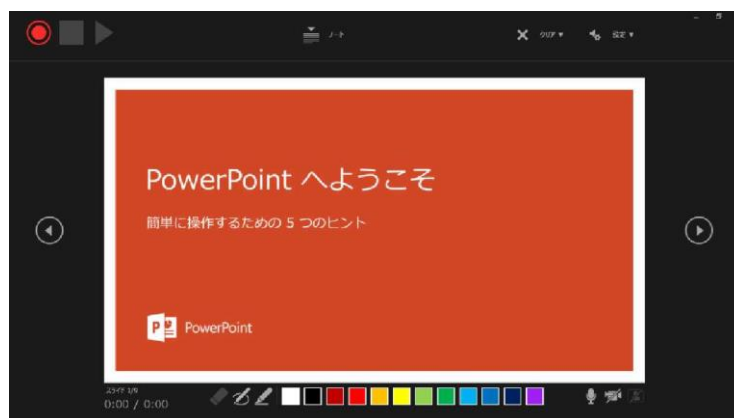 ノート
クリア
設定
PowerPoint へようこそ
簡単に操作するための 5 つのヒント
PowerPoint
0:00 / 0:00